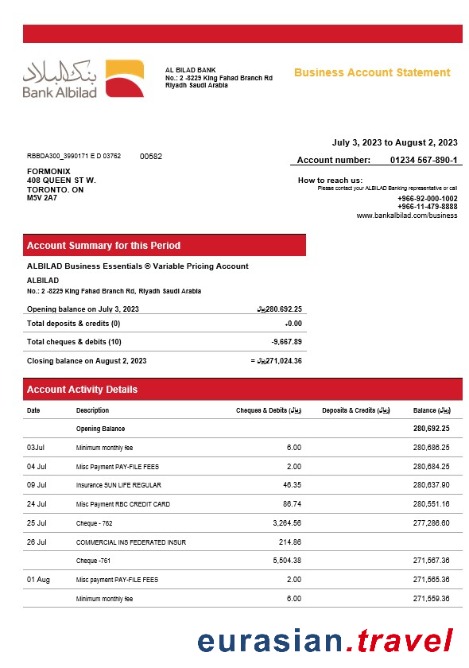 بنك البلاد
Bank Albilad
AL BILAD BANK
No.: 2 -8229 King Fahad Branch Rd
Riyadh Saudi Arabia
Business Account Statement
July 3, 2023 to August 2, 2023
RBBDA300_3990171 E D 03762 00582
Account number: 01234 567-890-1
FORMONIX
408 QUEEN ST W.
TORONTO. ON
M5V 2A7
How to reach us:
Please contact your ALBILAD Banking representative or call
+966-92-000-1002
+966-11-479-8888
www.bankalbilad.com/business
Account Summary for this Period
ALBILAD Business Essentials ® Variable Pricing Account
ALBILAD
No.: 2 -8229 King Fahad Branch Rd, Riyadh Saudi Arabia
Opening balance on July 3, 2023 ﷼280.692.25
Total deposits & credits (0) +0.00
Total cheques & debits (10) -9,667.89
Closing balance on August 2, 2023 = ﷼271,024.36
Account Activity Details
Date Description Cheques & Debits (﷼) Deposits & Credits (﷼) Balance (﷼)
Opening Balance 280,692.25
03Jul Minimum monthly fee 6.00 280,686.25
04 Jul Misc Payment PAY-FILE FEES 2.00 280,684.25
09 Jul Insurance SUN LIFE REGULAR 46.35 280,637.90
24 Jul Misc Payment RBC CREDIT CARD 86.74 280,551.16
25 Jul Cheque - 762 3,264.56 277,286.60
26 Jul COMMERCIAL INS FEDERATED INSUR 214.86
Cheque -761 5,504.38 271,567.36
01 Aug Misc payment PAY-FILE FEES 2.00 271,565.36
Minimum monthly fee 6.00 271,559.36
eurasian.travel